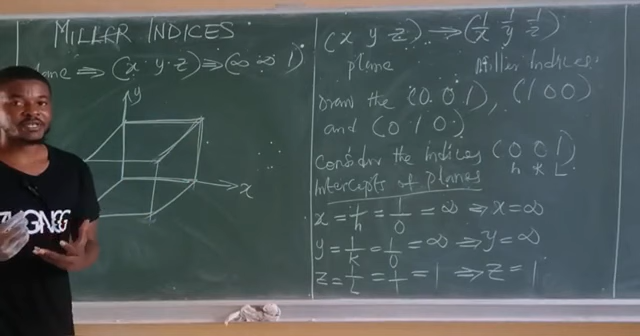 MILLER INDICES
plane ⇒ (x y z) ⇒ (∞ ∞ 1)
y
x
(x y z) → (1/x 1/y 1/z)
plane Miller Indices
Draw the (0 0 1), (1 0 0)
and (0 1 0)
Consider the indices (0 0 1)
h k L
Intercepts of planes
x = 1/h = 1/0 = ∞ ⇒ x = ∞
y = 1/k = 1/0 = ∞ ⇒ y = ∞
z = 1/L = 1/1 = 1 ⇒ z = 1